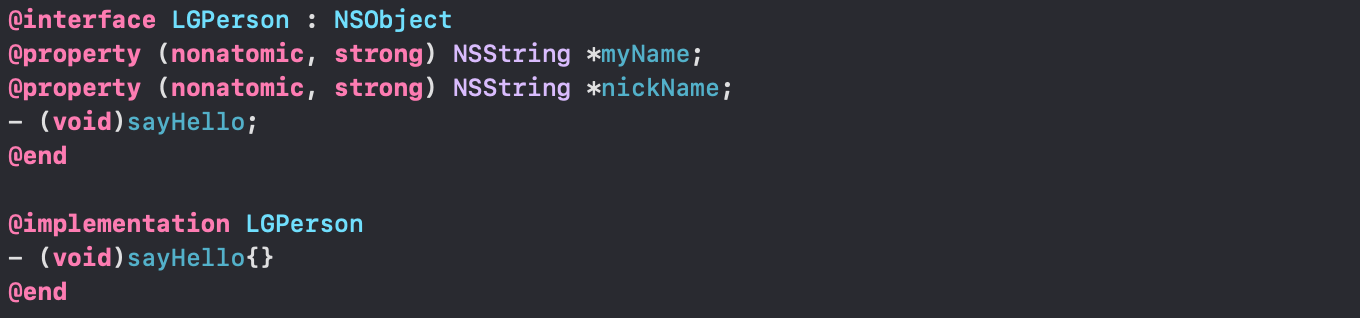 @interface LGPerson : NSObject
@property (nonatomic, strong) NSString *myName;
@property (nonatomic, strong) NSString *nickName;
- (void)sayHello;
@end
@implementation LGPerson
- (void)sayHello{}
@end